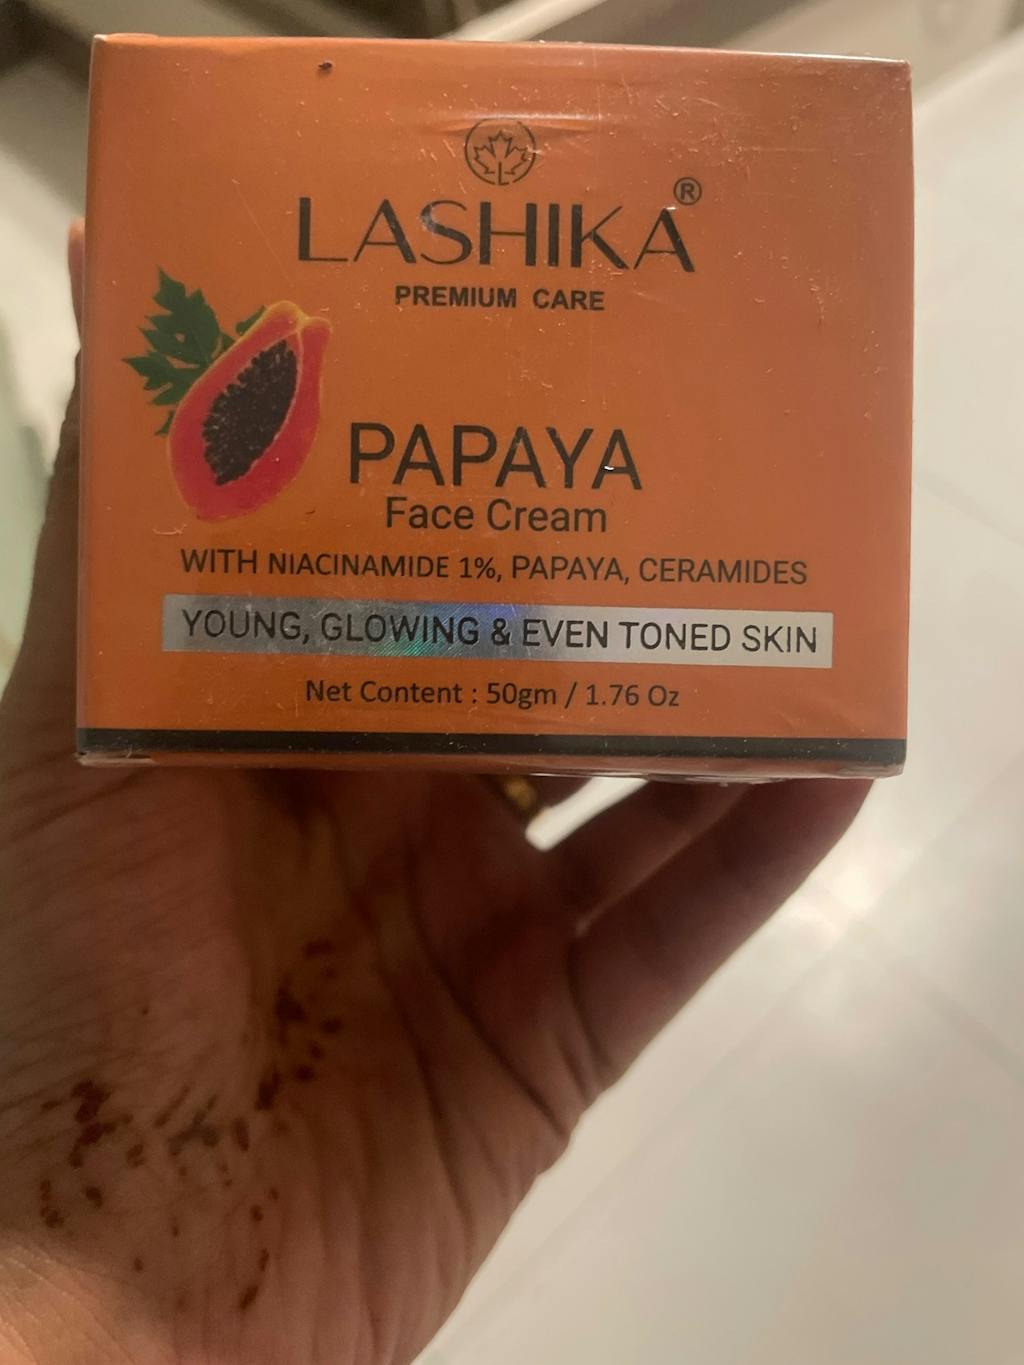 LASHIKA®
PREMIUM CARE
PAPAYA
Face Cream
WITH NIACINAMIDE 1%, PAPAYA, CERAMIDES
YOUNG, GLOWING & EVEN TONED SKIN
Net Content : 50gm / 1.76 Oz